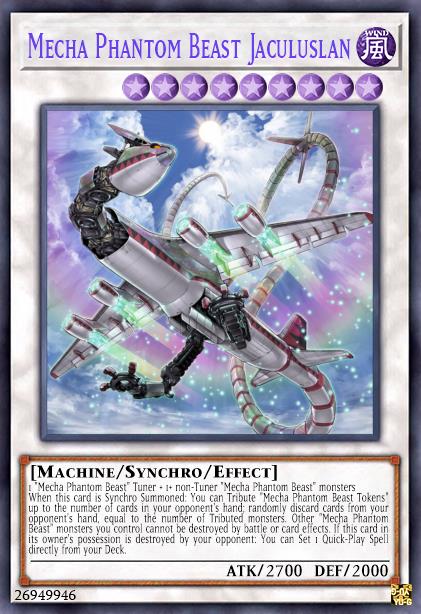 Mecha Phantom Beast Jaculuslan
WIND
風
[Machine/Synchro/Effect]
1 "Mecha Phantom Beast" Tuner + 1+ non-Tuner "Mecha Phantom Beast" monsters
When this card is Synchro Summoned: You can Tribute "Mecha Phantom Beast Tokens"
up to the number of cards in your opponent's hand; randomly discard cards from your
opponent's hand, equal to the number of Tributed monsters. Other "Mecha Phantom
Beast" monsters you control cannot be destroyed by battle or card effects. If this card in
its owner's possession is destroyed by your opponent: You can Set 1 Quick-Play Spell
directly from your Deck.
ATK/2700 DEF/2000
26949946